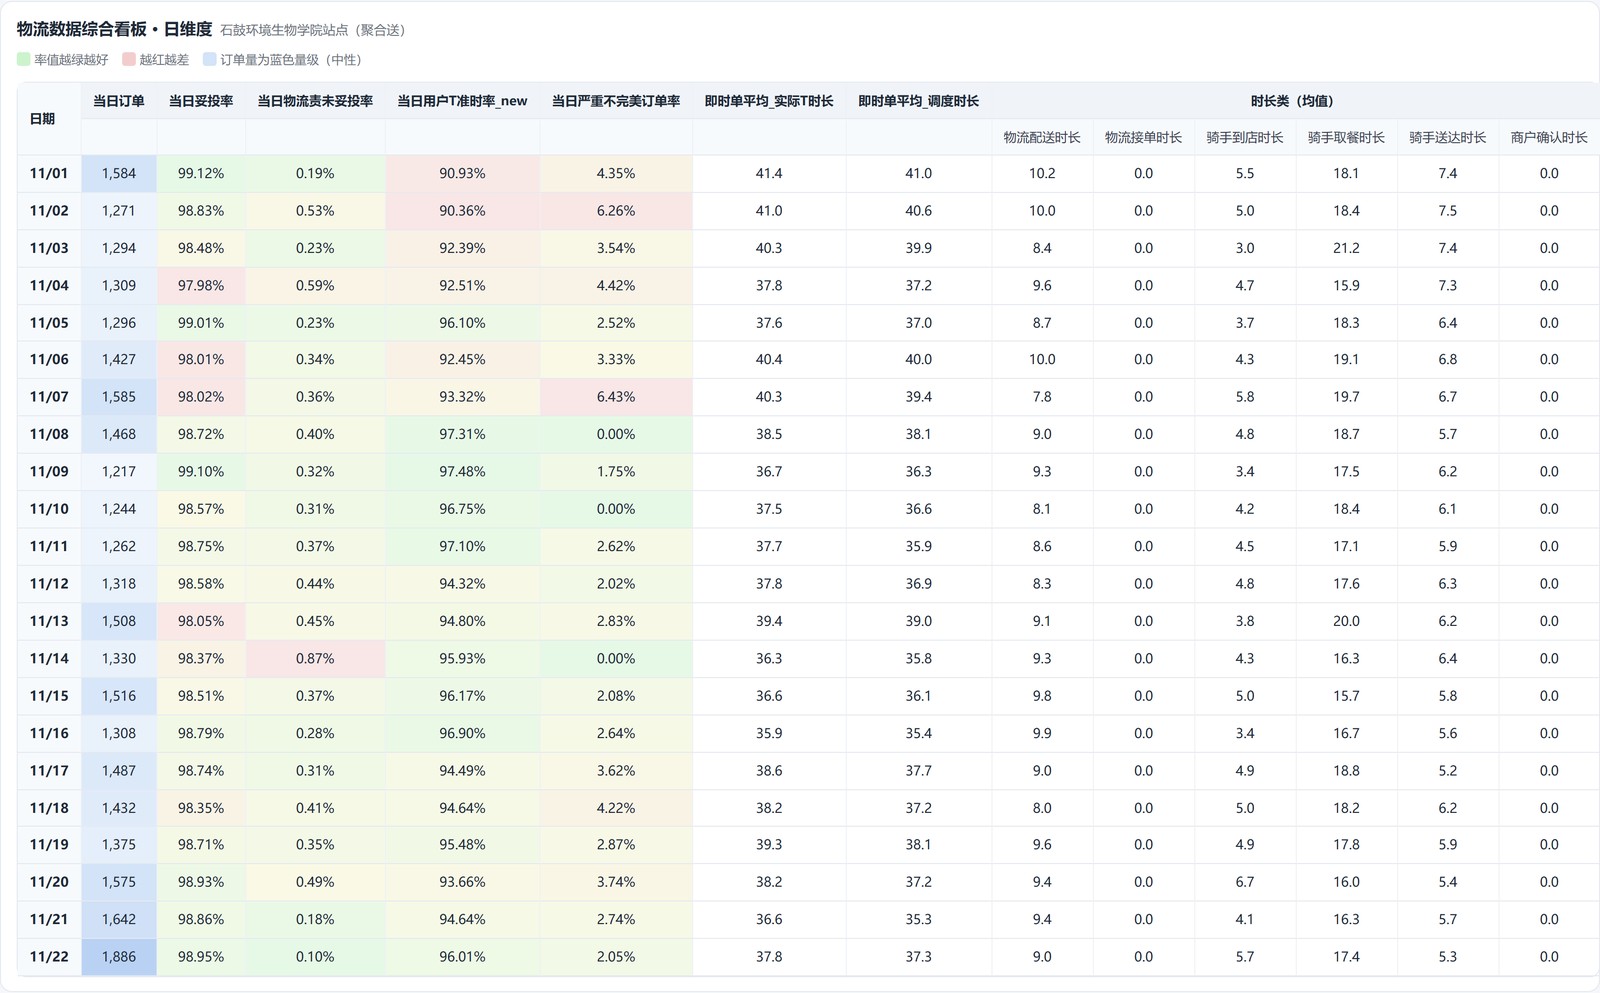 物流数据综合看板 • 日维度 石鼓环境生物学院站点（聚合送）
率值越绿越好 越红越差 订单量为蓝色量级（中性）
日期 当日订单 当日妥投率 当日物流责未妥投率 当日用户T准时率_new 当日严重不完美订单率 即时单平均_实际T时长 即时单平均_调度时长 时长类（均值）
物流配送时长 物流接单时长 骑手到店时长 骑手取餐时长 骑手送达时长 商户确认时长
11/01 1,584 99.12% 0.19% 90.93% 4.35% 41.4 41.0 10.2 0.0 5.5 18.1 7.4 0.0
11/02 1,271 98.83% 0.53% 90.36% 6.26% 41.0 40.6 10.0 0.0 5.0 18.4 7.5 0.0
11/03 1,294 98.48% 0.23% 92.39% 3.54% 40.3 39.9 8.4 0.0 3.0 21.2 7.4 0.0
11/04 1,309 97.98% 0.59% 92.51% 4.42% 37.8 37.2 9.6 0.0 4.7 15.9 7.3 0.0
11/05 1,296 99.01% 0.23% 96.10% 2.52% 37.6 37.0 8.7 0.0 3.7 18.3 6.4 0.0
11/06 1,427 98.01% 0.34% 92.45% 3.33% 40.4 40.0 10.0 0.0 4.3 19.1 6.8 0.0
11/07 1,585 98.02% 0.36% 93.32% 6.43% 40.3 39.4 7.8 0.0 5.8 19.7 6.7 0.0
11/08 1,468 98.72% 0.40% 97.31% 0.00% 38.5 38.1 9.0 0.0 4.8 18.7 5.7 0.0
11/09 1,217 99.10% 0.32% 97.48% 1.75% 36.7 36.3 9.3 0.0 3.4 17.5 6.2 0.0
11/10 1,244 98.57% 0.31% 96.75% 0.00% 37.5 36.6 8.1 0.0 4.2 18.4 6.1 0.0
11/11 1,262 98.75% 0.37% 97.10% 2.62% 37.7 35.9 8.6 0.0 4.5 17.1 5.9 0.0
11/12 1,318 98.58% 0.44% 94.32% 2.02% 37.8 36.9 8.3 0.0 4.8 17.6 6.3 0.0
11/13 1,508 98.05% 0.45% 94.80% 2.83% 39.4 39.0 9.1 0.0 3.8 20.0 6.2 0.0
11/14 1,330 98.37% 0.87% 95.93% 0.00% 36.3 35.8 9.3 0.0 4.3 16.3 6.4 0.0
11/15 1,516 98.51% 0.37% 96.17% 2.08% 36.6 36.1 9.8 0.0 5.0 15.7 5.8 0.0
11/16 1,308 98.79% 0.28% 96.90% 2.64% 35.9 35.4 9.9 0.0 3.4 16.7 5.6 0.0
11/17 1,487 98.74% 0.31% 94.49% 3.62% 38.6 37.7 9.0 0.0 4.9 18.8 5.2 0.0
11/18 1,432 98.35% 0.41% 94.64% 4.22% 38.2 37.2 8.0 0.0 5.0 18.2 6.2 0.0
11/19 1,375 98.71% 0.35% 95.48% 2.87% 39.3 38.1 9.6 0.0 4.9 17.8 5.9 0.0
11/20 1,575 98.93% 0.49% 93.66% 3.74% 38.2 37.2 9.4 0.0 6.7 16.0 5.4 0.0
11/21 1,642 98.86% 0.18% 94.64% 2.74% 36.6 35.3 9.4 0.0 4.1 16.3 5.7 0.0
11/22 1,886 98.95% 0.10% 96.01% 2.05% 37.8 37.3 9.0 0.0 5.7 17.4 5.3 0.0